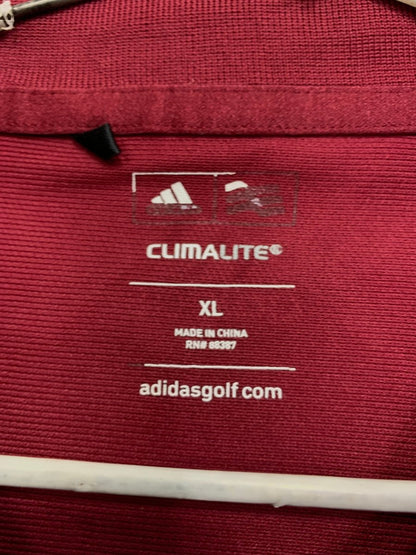 CLIMALITE®
XL
MADE IN CHINA
RN# 88387
adidasgolf.com